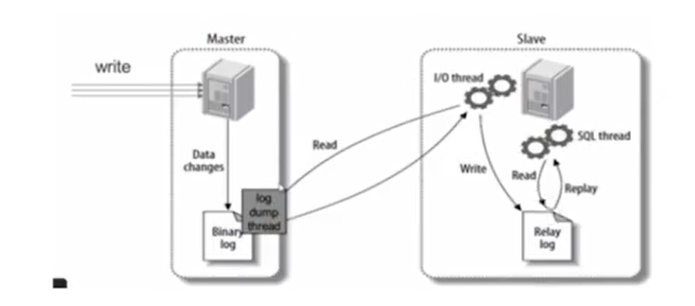 Master
Slave
write
I/O thread
SQL thread
Read
Data
changes
Write
Read
Replay
log
dump
thread
Binary
log
Relay
log